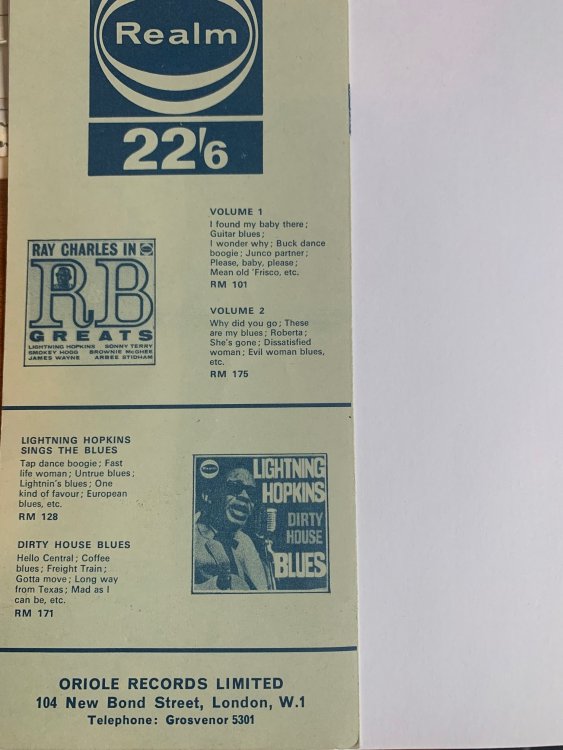 Realm
22'/6
VOLUME 1
I found my baby there;
Guitar blues;
I wonder why; Buck dance
boogie; Junco partner;
Please, baby, please;
Mean old 'Frisco, etc.
RM 101
RAY CHARLES IN
RB
GREATS
LIGHTNING HOPKINS SONNY TERRY
SMOKEY HOGG BROWNIE McGHEE
JAMES WAYNE ARBEE STIDHAM
VOLUME 2
Why did you go; These
are my blues; Roberta;
She's gone; Dissatisfied
woman; Evil woman blues,
etc.
RM 175
LIGHTNING HOPKINS
SINGS THE BLUES
Tap dance boogie; Fast
life woman; Untrue blues;
Lightnin's blues; One
kind of favour; European
blues, etc.
RM 128
DIRTY HOUSE BLUES
Hello Central; Coffee
blues; Freight Train;
Gotta move; Long way
from Texas; Mad as I
can be, etc.
RM 171
LIGHTNING
HOPKINS
DIRTY
HOUSE
BLUES
ORIOLE RECORDS LIMITED
104 New Bond Street, London, W.1
Telephone: Grosvenor 5301